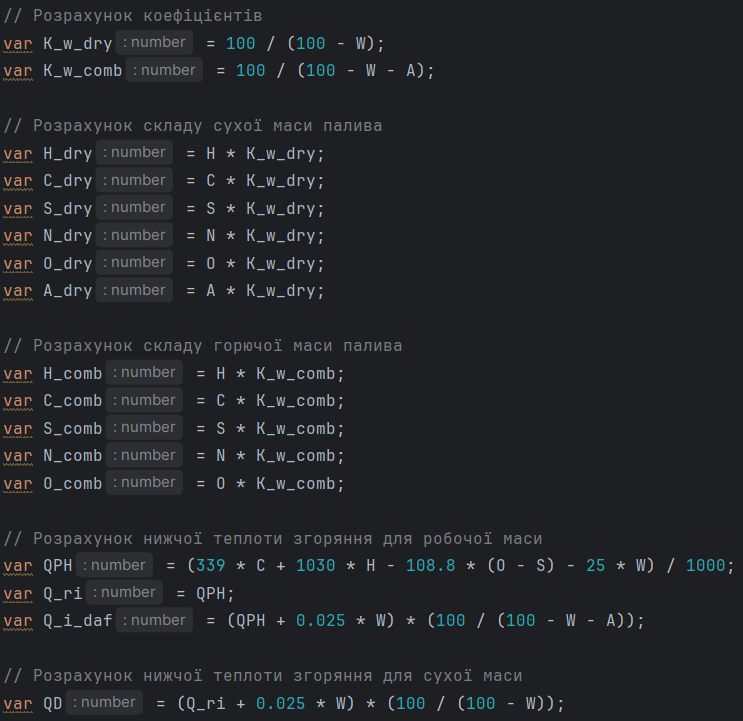 // Розрахунок коефіцієнтів
var K_w_dry : number = 100 / (100 - W);
var K_w_comb : number = 100 / (100 - W - A);
// Розрахунок складу сухої маси палива
var H_dry : number = H * K_w_dry;
var C_dry : number = C * K_w_dry;
var S_dry : number = S * K_w_dry;
var N_dry : number = N * K_w_dry;
var O_dry : number = O * K_w_dry;
var A_dry : number = A * K_w_dry;
// Розрахунок складу горючої маси палива
var H_comb : number = H * K_w_comb;
var C_comb : number = C * K_w_comb;
var S_comb : number = S * K_w_comb;
var N_comb : number = N * K_w_comb;
var O_comb : number = O * K_w_comb;
// Розрахунок нижчої теплоти згоряння для робочої маси
var QPH : number = (339 * C + 1030 * H - 108.8 * (O - S) - 25 * W) / 1000;
var Q_ri : number = QPH;
var Q_i_daf : number = (QPH + 0.025 * W) * (100 / (100 - W - A));
// Розрахунок нижчої теплоти згоряння для сухої маси
var QD : number = (Q_ri + 0.025 * W) * (100 / (100 - W));